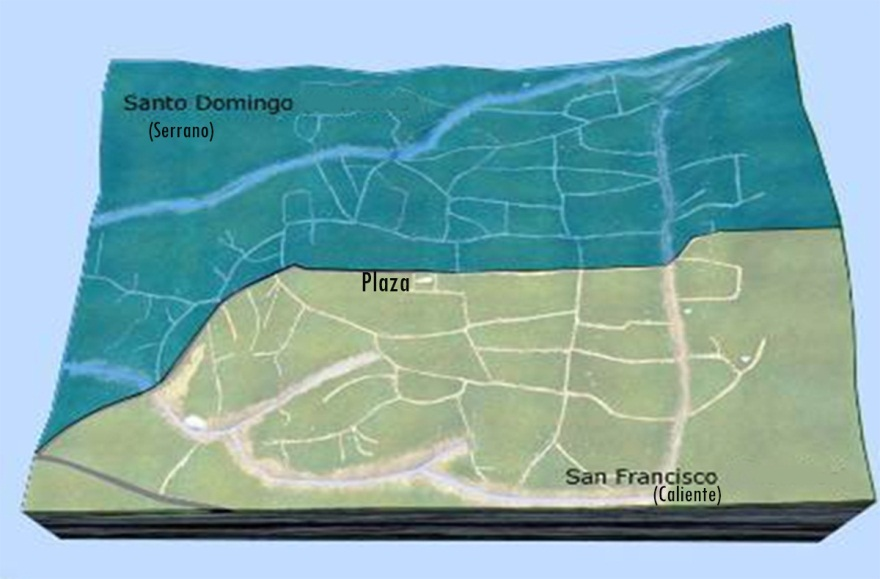 Santo Domingo
(Serrano)
Plaza
San Francisco
(Caliente)